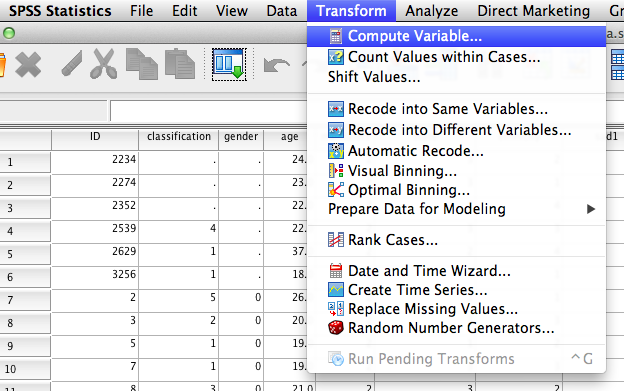 SPSS Statistics File Edit View Data Transform Analyze Direct Marketing Gr
Compute Variable...
Count Values within Cases...
Shift Values...
Recode into Same Variables...
Recode into Different Variables...
Automatic Recode...
Visual Binning...
Optimal Binning...
Prepare Data for Modeling
Rank Cases...
Date and Time Wizard...
Create Time Series...
Replace Missing Values...
Random Number Generators...
Run Pending Transforms ^G
a.s
ID classification gender age d1
1 2234 . . 24.
2 2274 . . 23.
3 2352 . . 22.
4 2539 4 . 22.
5 2629 1 . 37.
6 3256 1 . 18.
7 2 5 0 26.
8 3 2 0 20.
9 5 1 0 19.
10 7 1 0 19.
11 8 3 0 21.0 2 3 2